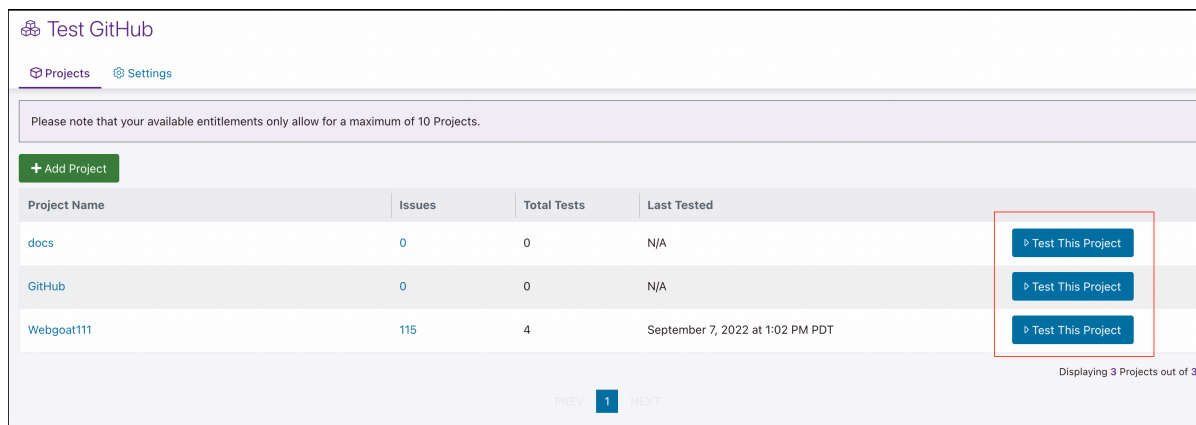 Test GitHub
Projects Settings
Please note that your available entitlements only allow for a maximum of 10 Projects.
+ Add Project
Project Name Issues Total Tests Last Tested
docs 0 0 N/A Test This Project
GitHub 0 0 N/A Test This Project
Webgoat111 115 4 September 7, 2022 at 1:02 PM PDT Test This Project
Displaying 3 Projects out of 3
PREV 1 NEXT